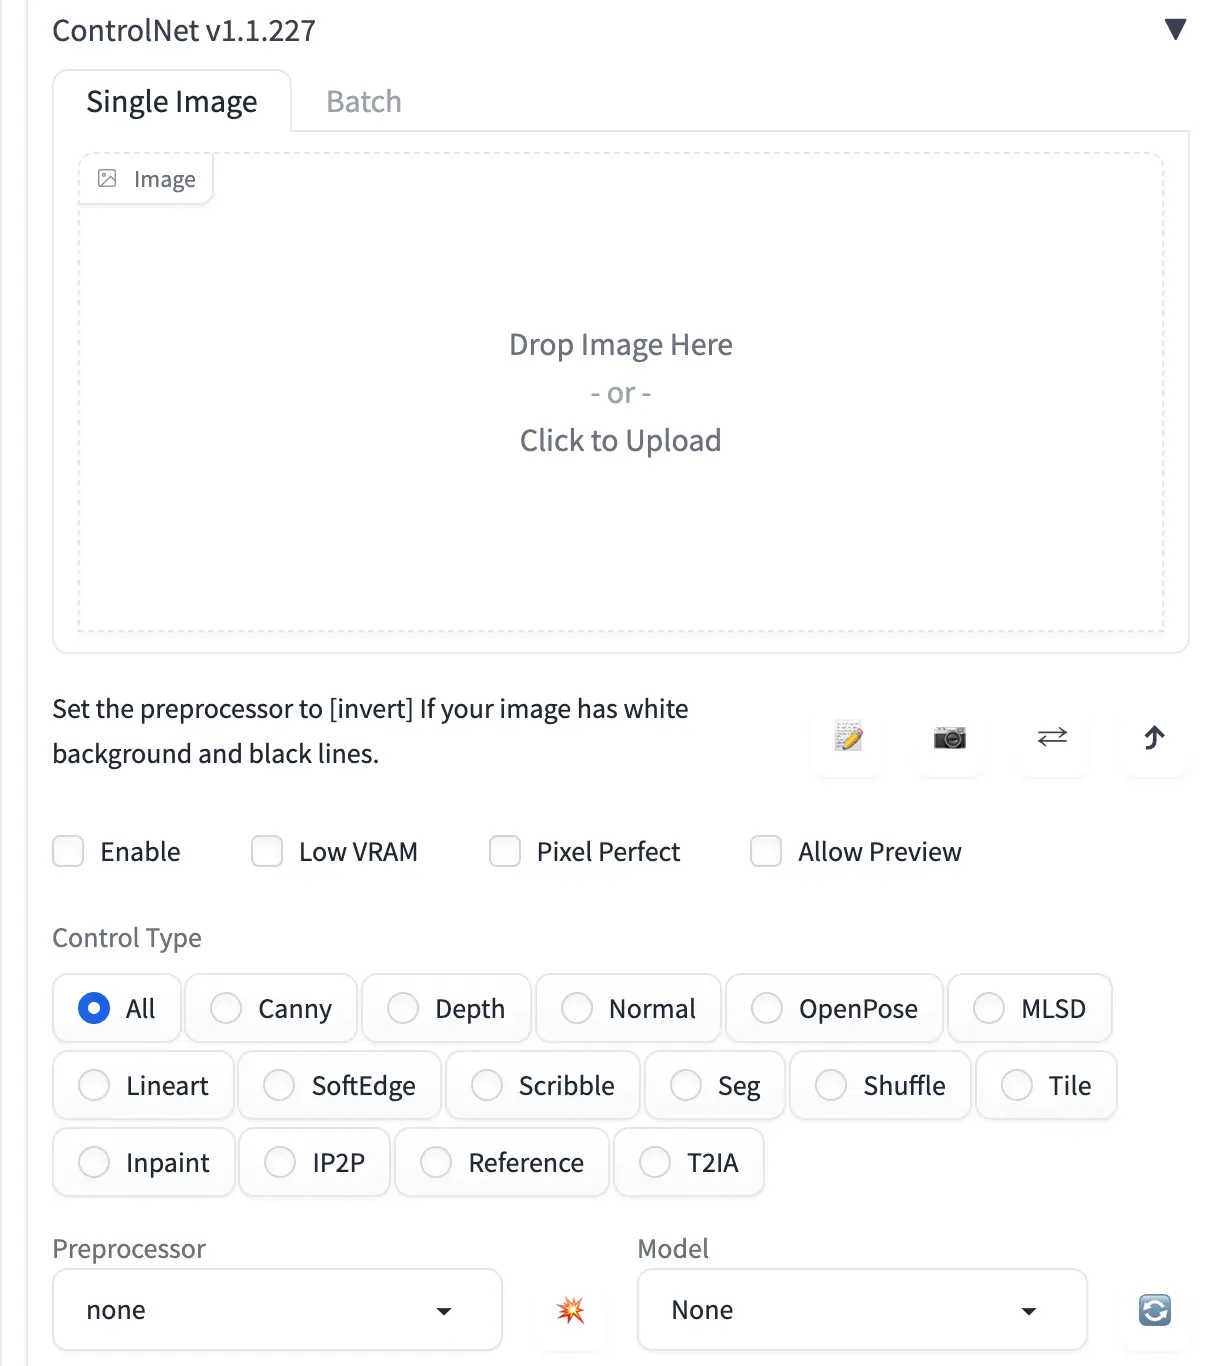 ControlNet v1.1.227
Single Image Batch
Image
Drop Image Here
- or -
Click to Upload
Set the preprocessor to [invert] If your image has white
background and black lines.
Enable Low VRAM Pixel Perfect Allow Preview
Control Type
All Canny Depth Normal OpenPose MLSD
Lineart SoftEdge Scribble Seg Shuffle Tile
Inpaint IP2P Reference T2IA
Preprocessor Model
none None